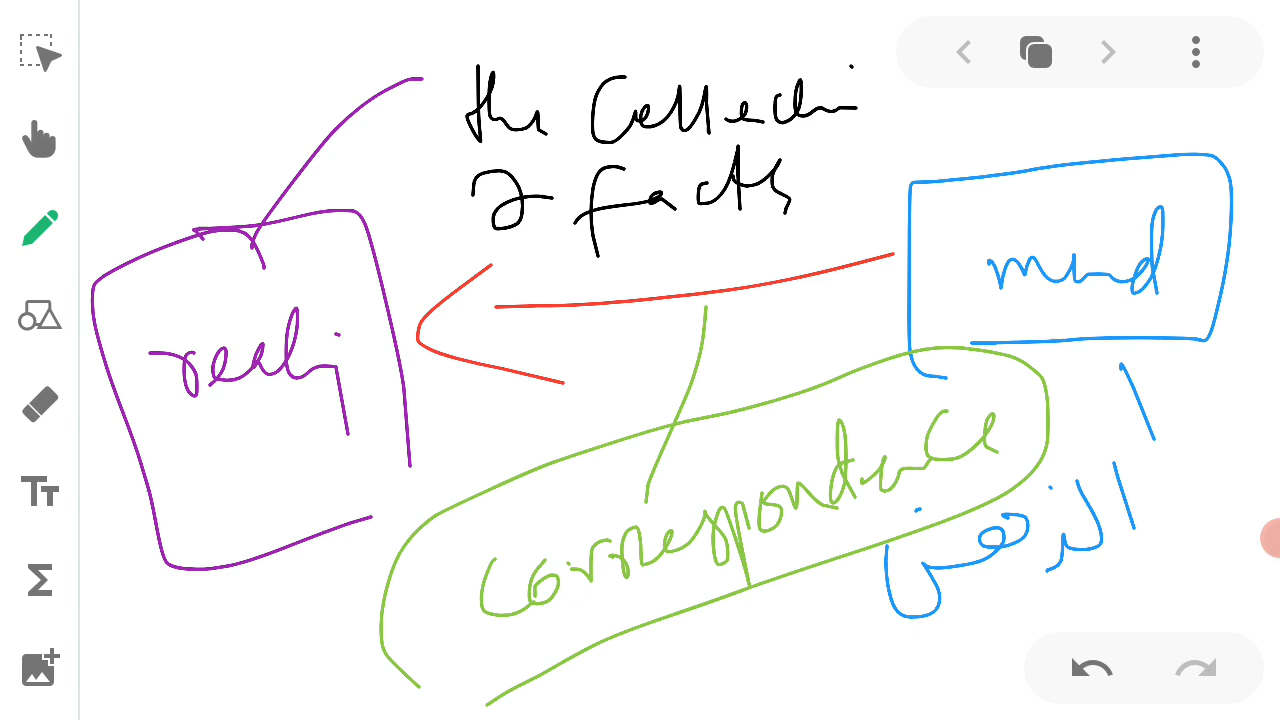 the Collection
of facts
mind
reality
Correspondence
الذهن